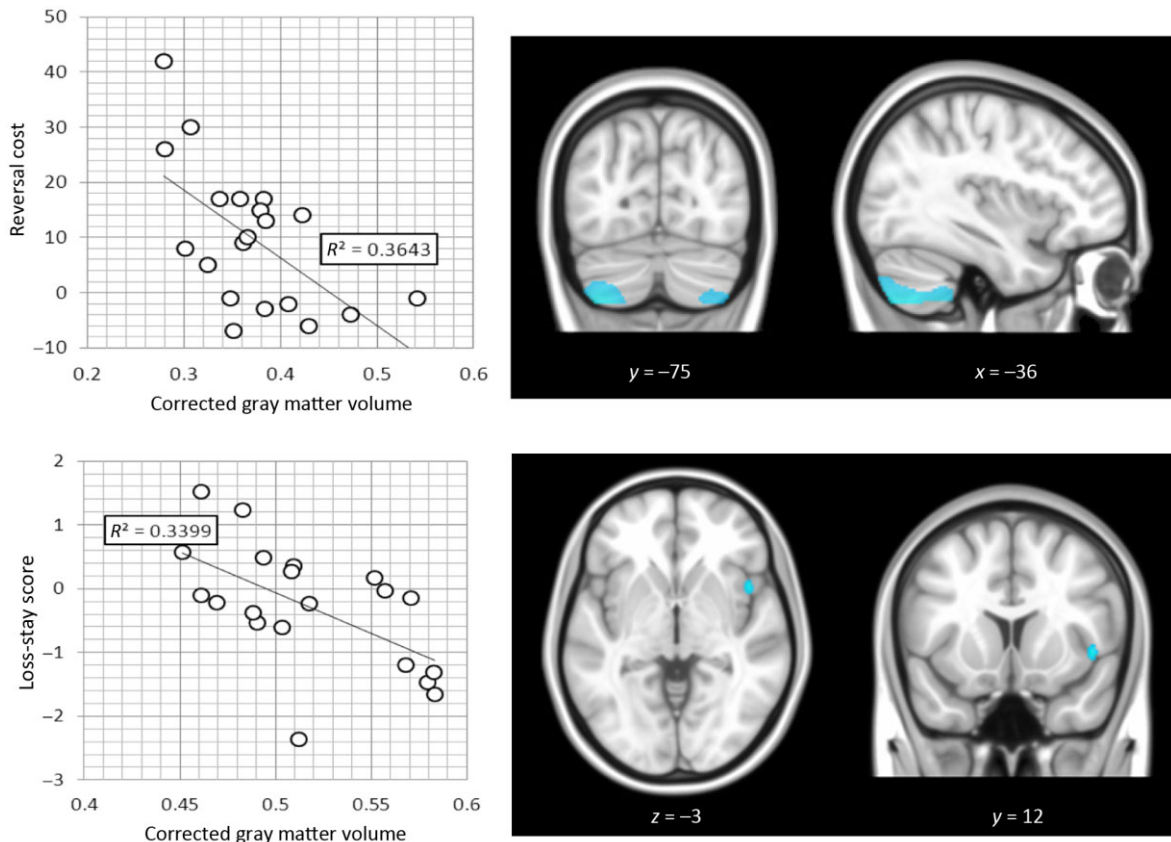 50
40
30
20
10
0
–10
Reversal cost
R² = 0.3643
0.2 0.3 0.4 0.5 0.6
Corrected gray matter volume
y = –75 x = –36
2
1
0
–1
–2
–3
Loss-stay score
R² = 0.3399
0.4 0.45 0.5 0.55 0.6
Corrected gray matter volume
z = –3 y = 12